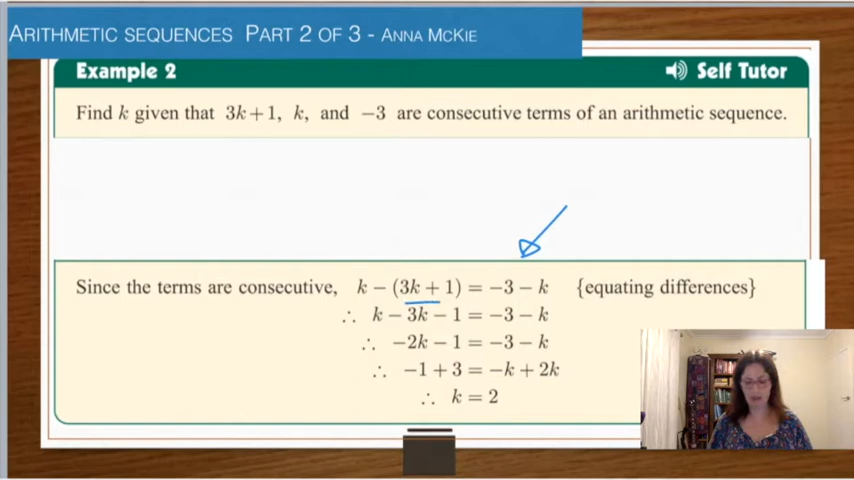 ARITHMETIC SEQUENCES PART 2 OF 3 - ANNA MCKIE
Example 2 Self Tutor
Find k given that 3k+1, k, and −3 are consecutive terms of an arithmetic sequence.
Since the terms are consecutive, k − (3k + 1) = −3 − k {equating differences}
∴ k − 3k − 1 = −3 − k
∴ −2k − 1 = −3 − k
∴ −1 + 3 = −k + 2k
∴ k = 2